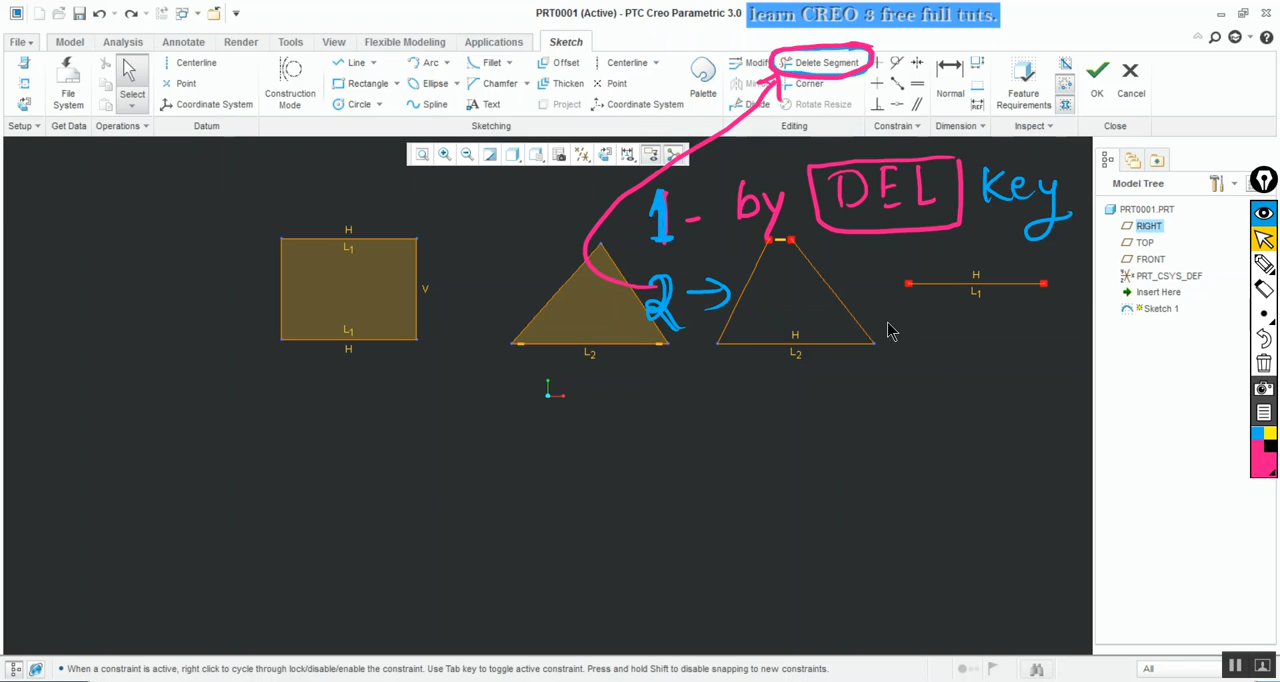 PRT0001 (Active) - PTC Creo Parametric 3.0
learn CREO 3 free full tuts.
File Model Analysis Annotate Render Tools View Flexible Modeling Applications Sketch
File System
Select
Centerline
Point
Coordinate System
Construction Mode
Line
Rectangle
Circle
Arc
Ellipse
Spline
Fillet
Chamfer
Text
Offset
Thicken
Project
Centerline
Point
Coordinate System
Palette
Modify
Divide
Delete Segment
Corner
Rotate Resize
Normal
Feature Requirements
OK
Cancel
Setup Get Data Operations Datum Sketching Editing Constrain Dimension Inspect Close
1- by DEL Key
2 →
H
L1
V
L1
H
L2
H
L2
H
L1
Model Tree
PRT0001.PRT
RIGHT
TOP
FRONT
PRT_CSYS_DEF
Insert Here
Sketch 1
When a constraint is active, right click to cycle through lock/disable/enable the constraint. Use Tab key to toggle active constraint. Press and hold Shift to disable snapping to new constraints.
All